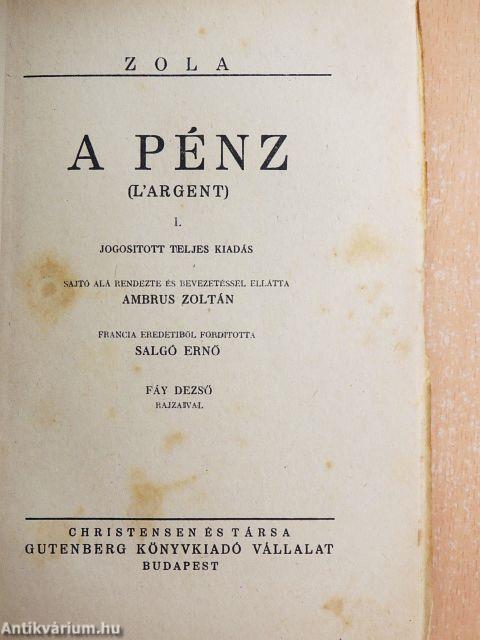 ZOLA
A PÉNZ
(L'ARGENT)
I.
JOGOSITOTT TELJES KIADÁS
SAJTÓ ALÁ RENDEZTE ÉS BEVEZETÉSSEL ELLÁTTA
AMBRUS ZOLTÁN
FRANCIA EREDETIBŐL FORDITOTTA
SALGÓ ERNŐ
FÁY DEZSŐ
RAJZAIVAL
CHRISTENSEN ÉS TÁRSA
GUTENBERG KÖNYVKIADÓ VÁLLALAT
BUDAPEST
Antikvárium.hu